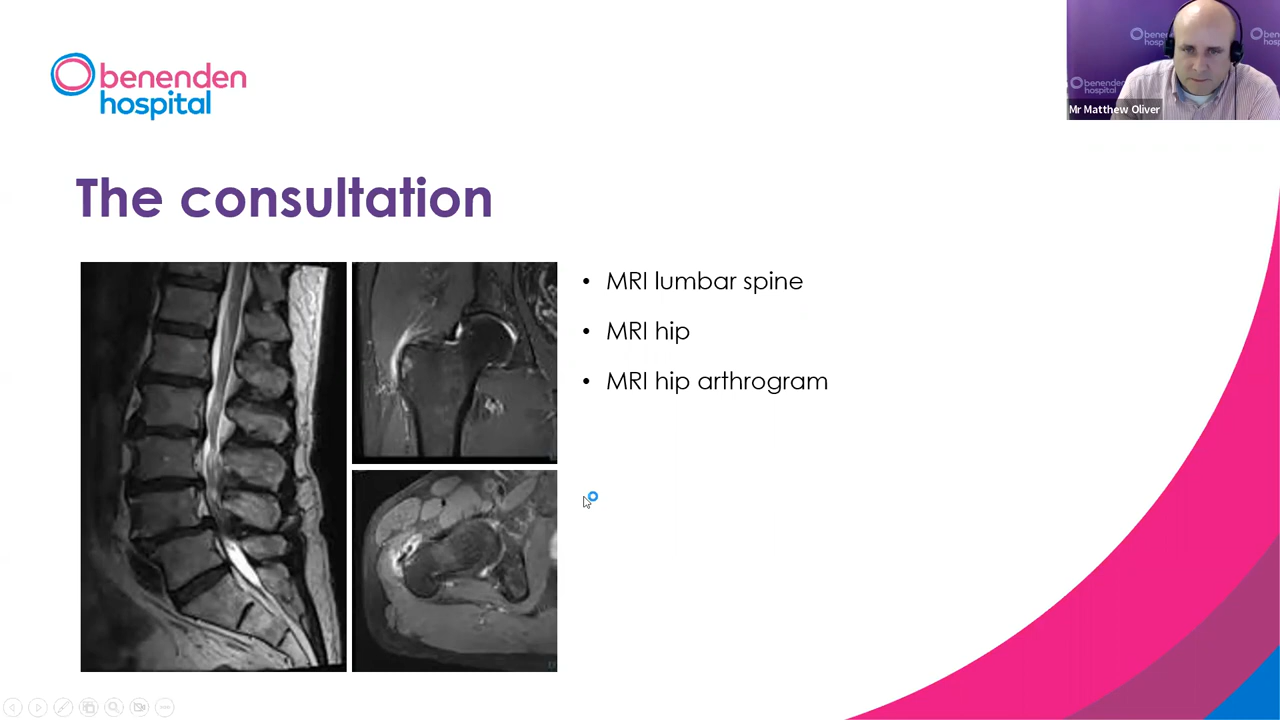 benenden
hospital
Mr Matthew Oliver
The consultation
• MRI lumbar spine
• MRI hip
• MRI hip arthrogram